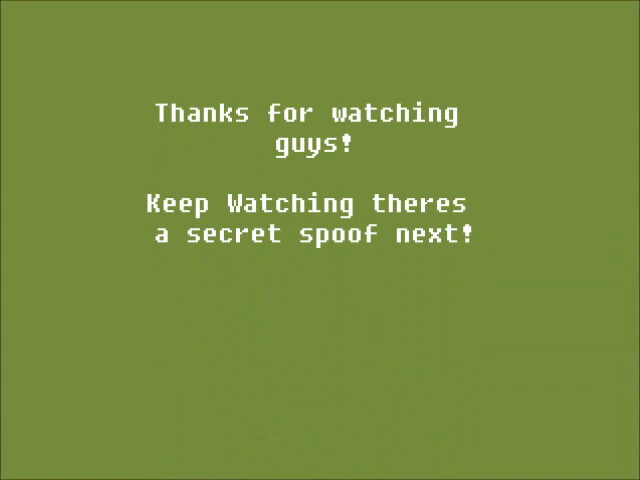 Thanks for watching
guys!
Keep Watching theres
a secret spoof next!